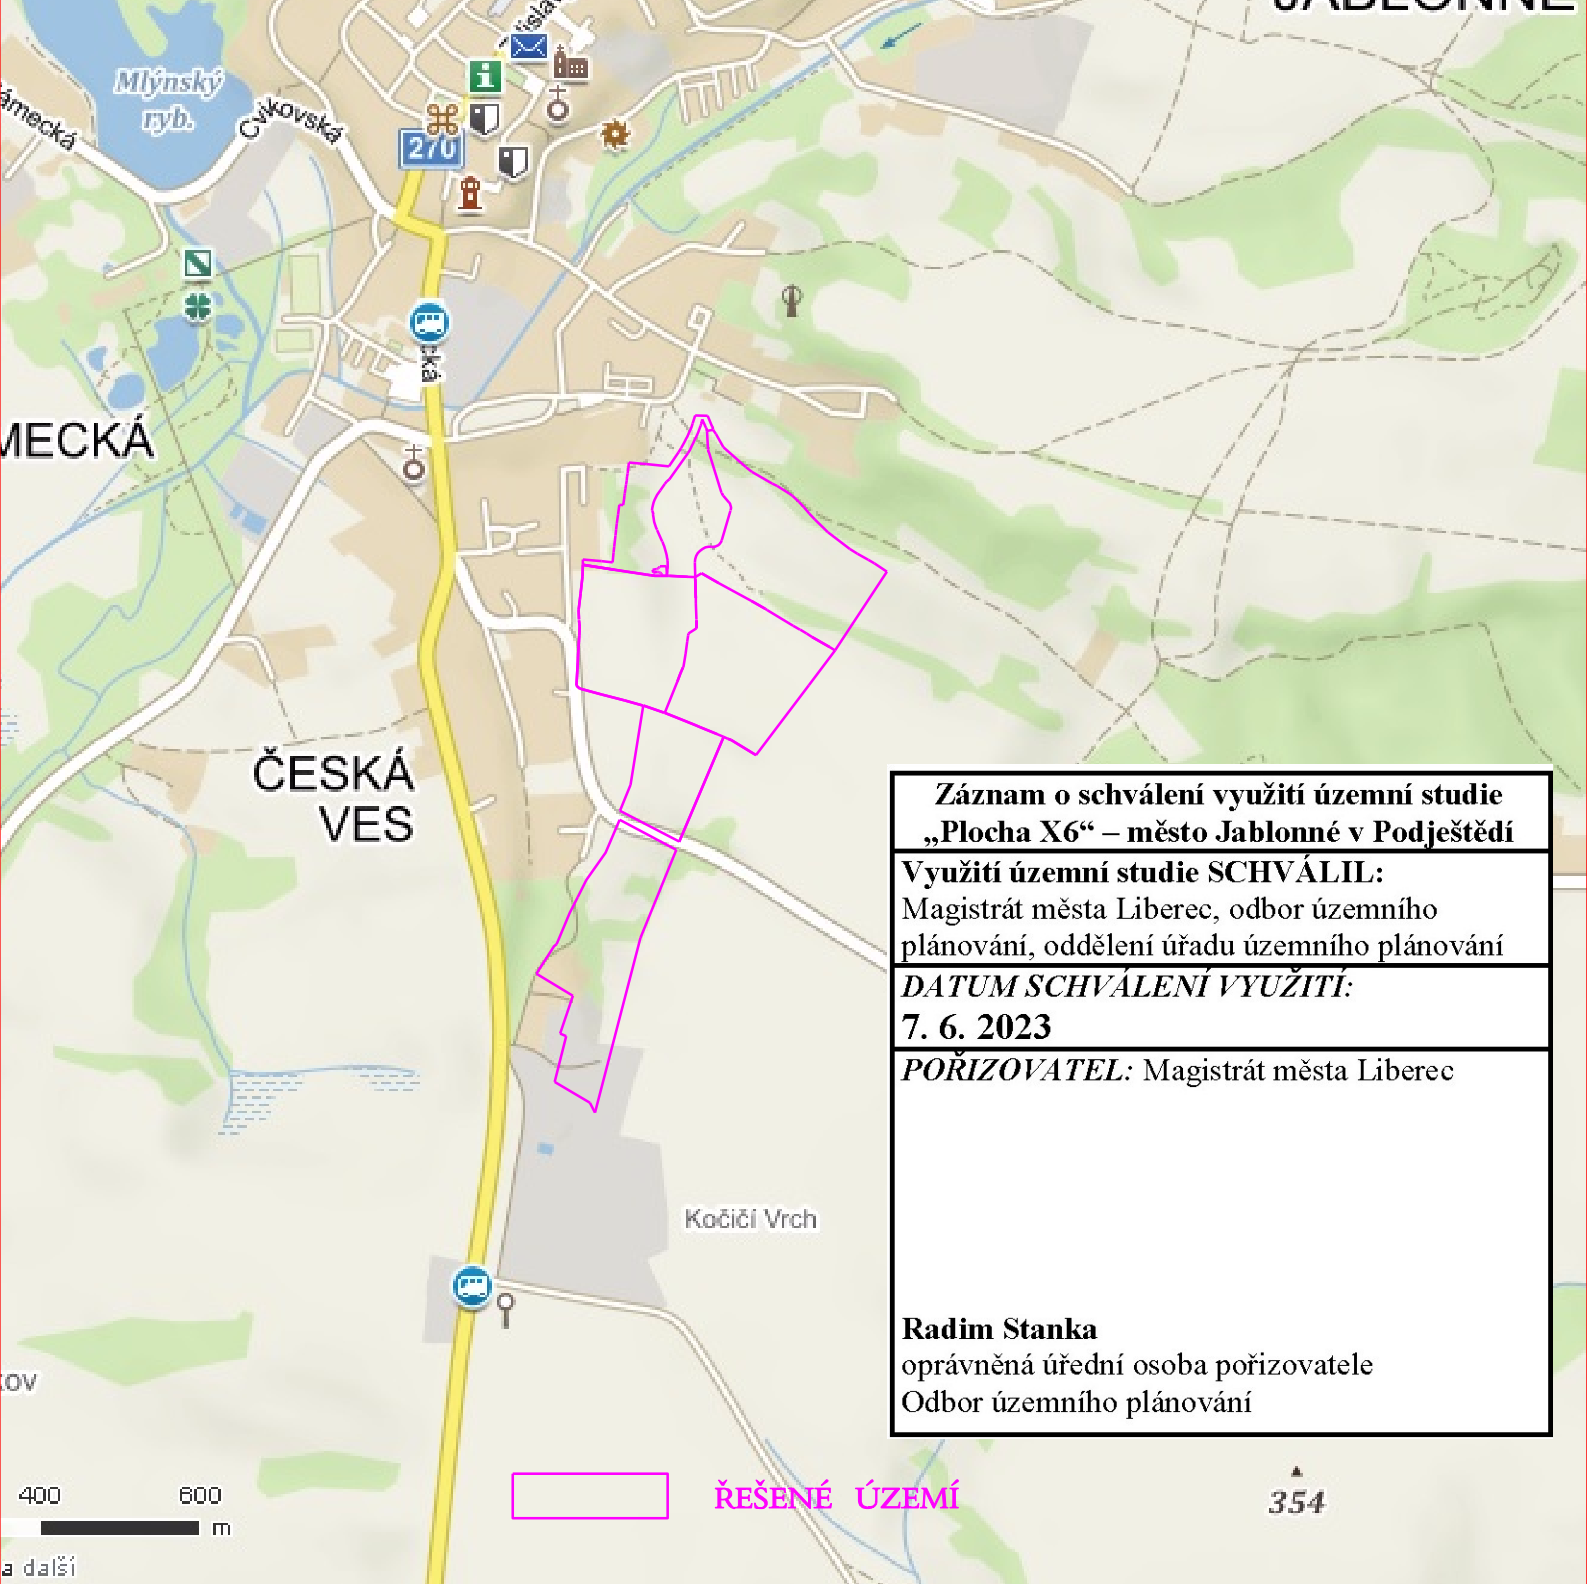 JABLONNÉ
Mlýnský
ryb.
Cvikovská
270
MECKÁ
ČESKÁ
VES
Záznam o schválení využití územní studie
„Plocha X6“ – město Jablonné v Podještědí
Využití územní studie SCHVÁLIL:
Magistrát města Liberec, odbor územního
plánování, oddělení úřadu územního plánování
DATUM SCHVÁLENÍ VYUŽITÍ:
7. 6. 2023
POŘIZOVATEL: Magistrát města Liberec
Radim Stanka
oprávněná úřední osoba pořizovatele
Odbor územního plánování
Kočičí Vrch
kov
400 600
m
a další
ŘEŠENÉ ÚZEMÍ
354